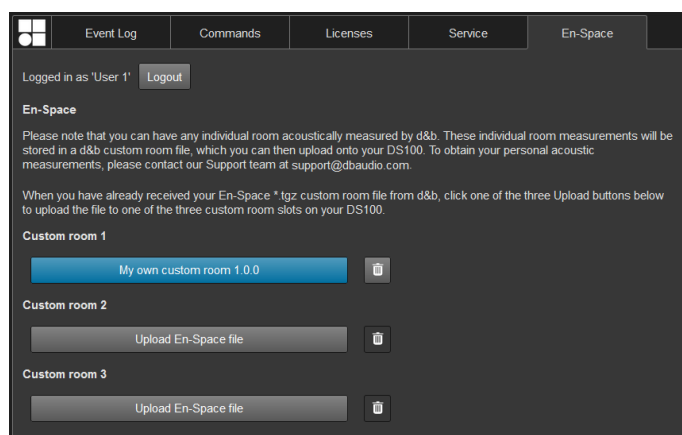 Event Log Commands Licenses Service En-Space
Logged in as 'User 1' Logout
En-Space
Please note that you can have any individual room acoustically measured by d&b. These individual room measurements will be
stored in a d&b custom room file, which you can then upload onto your DS100. To obtain your personal acoustic
measurements, please contact our Support team at support@dbaudio.com.
When you have already received your En-Space *.tgz custom room file from d&b, click one of the three Upload buttons below
to upload the file to one of the three custom room slots on your DS100.
Custom room 1
My own custom room 1.0.0
Custom room 2
Upload En-Space file
Custom room 3
Upload En-Space file